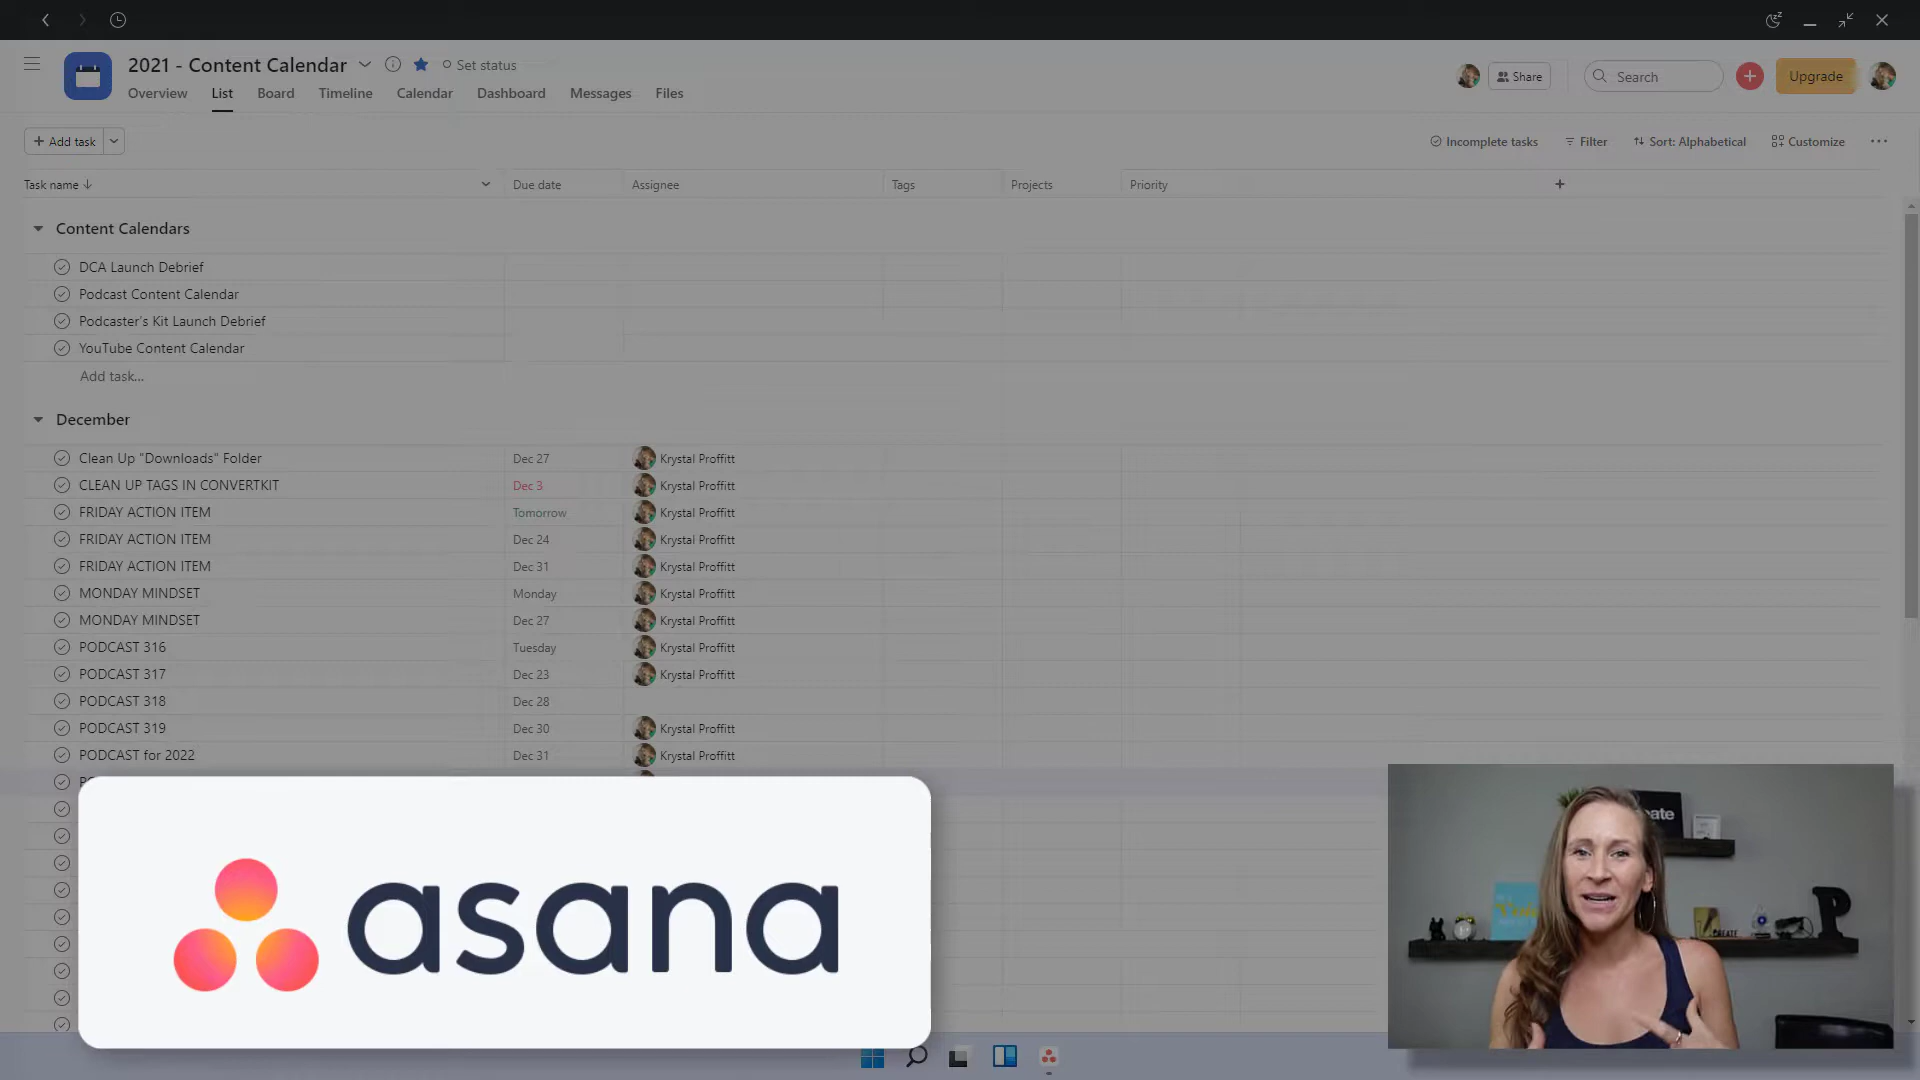 2021 - Content Calendar
Set status
Overview
List
Board
Timeline
Calendar
Dashboard
Messages
Files
Share
Search
Upgrade
Add task
Incomplete tasks
Filter
Sort: Alphabetical
Customize
Task name
Due date
Assignee
Tags
Projects
Priority
Content Calendars
DCA Launch Debrief
Podcast Content Calendar
Podcaster's Kit Launch Debrief
YouTube Content Calendar
Add task...
December
Clean Up "Downloads" Folder Dec 27 Krystal Proffitt
CLEAN UP TAGS IN CONVERTKIT Dec 3 Krystal Proffitt
FRIDAY ACTION ITEM Tomorrow Krystal Proffitt
FRIDAY ACTION ITEM Dec 24 Krystal Proffitt
FRIDAY ACTION ITEM Dec 31 Krystal Proffitt
MONDAY MINDSET Monday Krystal Proffitt
MONDAY MINDSET Dec 27 Krystal Proffitt
PODCAST 316 Tuesday Krystal Proffitt
PODCAST 317 Dec 23 Krystal Proffitt
PODCAST 318 Dec 28
PODCAST 319 Dec 30 Krystal Proffitt
PODCAST for 2022 Dec 31 Krystal Proffitt
asana
P